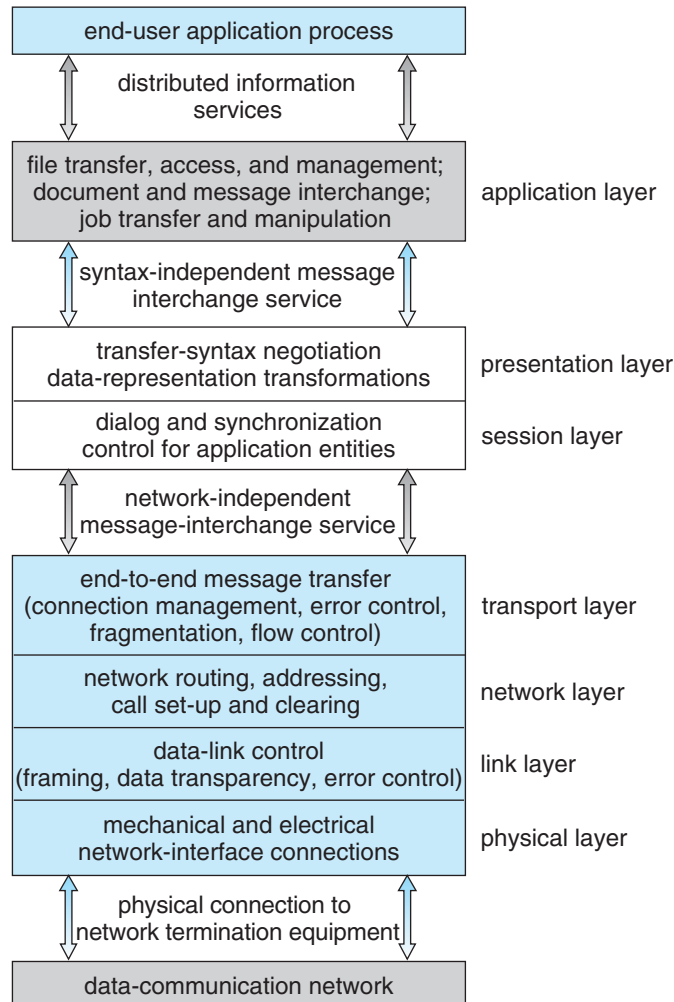 end-user application process
distributed information
services
file transfer, access, and management;
document and message interchange;
job transfer and manipulation
application layer
syntax-independent message
interchange service
transfer-syntax negotiation
data-representation transformations
presentation layer
dialog and synchronization
control for application entities
session layer
network-independent
message-interchange service
end-to-end message transfer
(connection management, error control,
fragmentation, flow control)
transport layer
network routing, addressing,
call set-up and clearing
network layer
data-link control
(framing, data transparency, error control)
link layer
mechanical and electrical
network-interface connections
physical layer
physical connection to
network termination equipment
data-communication network